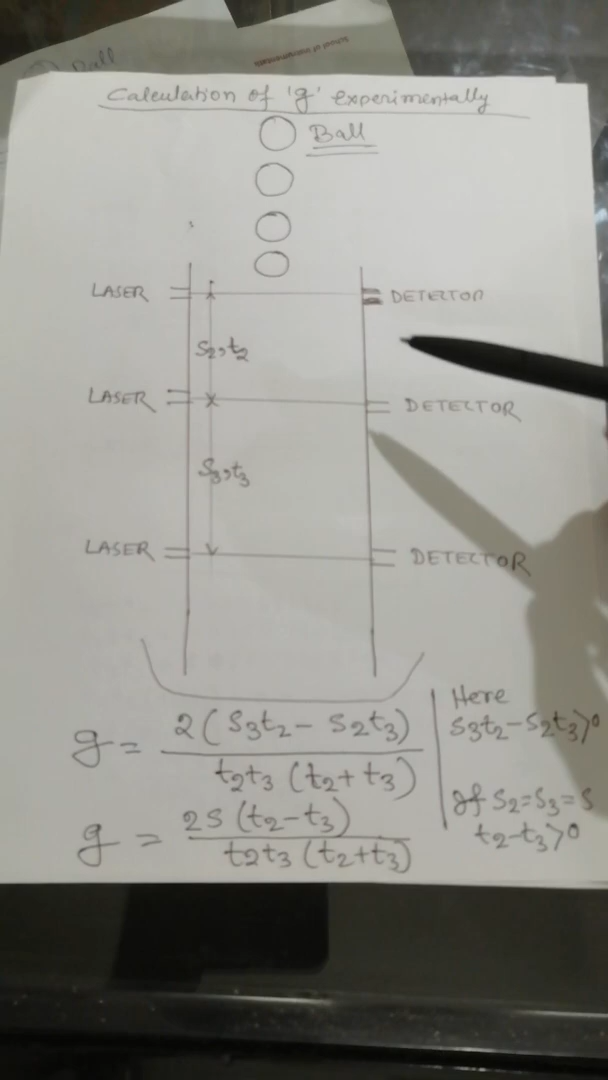 Ball
Calculation of 'g' experimentally
Ball
LASER
DETECTOR
S₂,t₂
LASER
DETECTOR
S₃,t₃
LASER
DETECTOR
g = 2(S₃t₂ - S₂t₃) / t₂t₃ (t₂ + t₃)
Here
S₃t₂-S₂t₃>0
If S₂=S₃=S
t₂-t₃>0
g = 2S (t₂-t₃) / t₂t₃ (t₂+t₃)